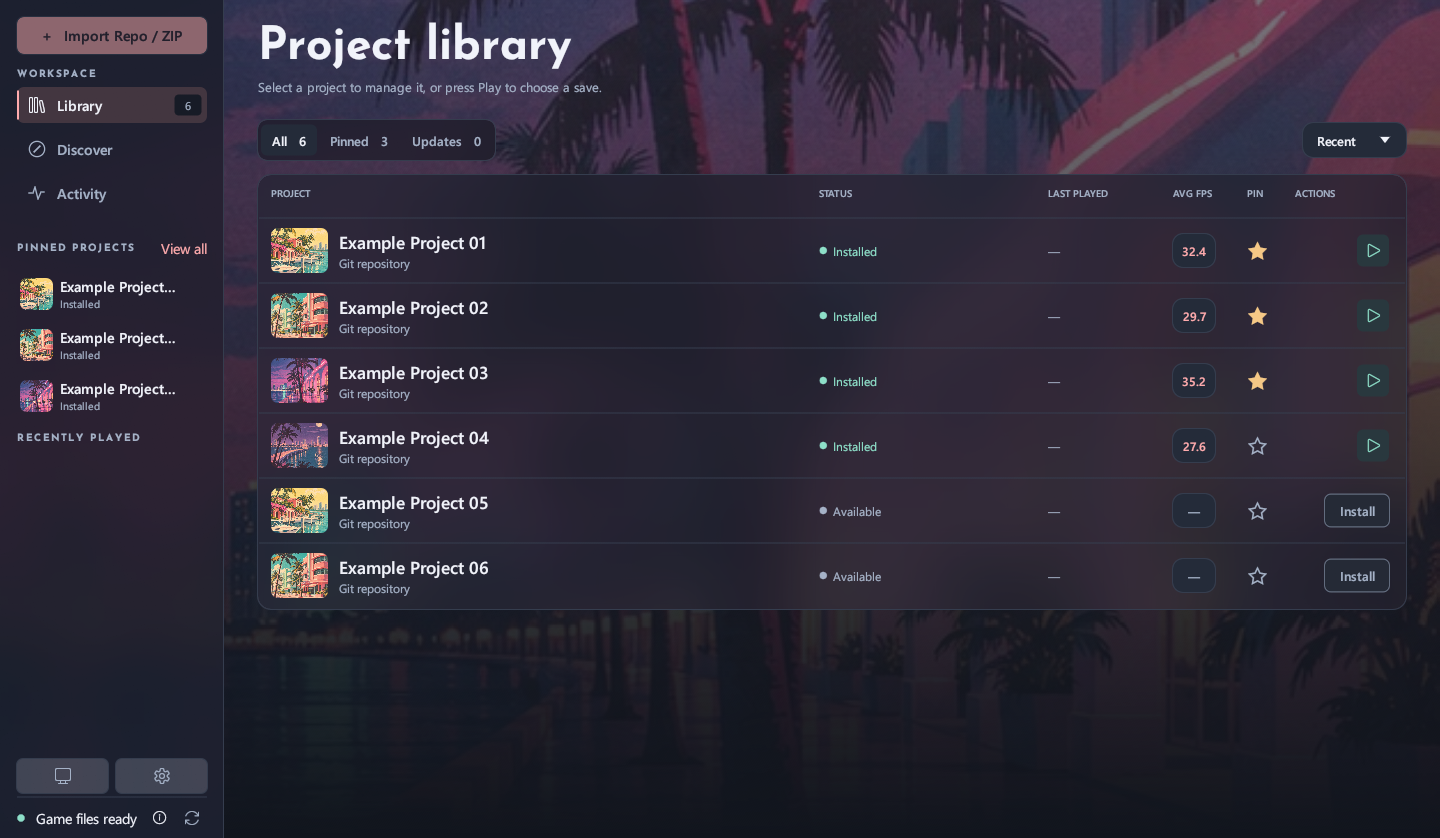 + Import Repo / ZIP
WORKSPACE
Library 6
Discover
Activity
PINNED PROJECTS View all
Example Project...
Installed
Example Project...
Installed
Example Project...
Installed
RECENTLY PLAYED
Game files ready
Project library
Select a project to manage it, or press Play to choose a save.
All 6 Pinned 3 Updates 0
Recent
PROJECT STATUS LAST PLAYED AVG FPS PIN ACTIONS
Example Project 01
Git repository
Installed — 32.4
Example Project 02
Git repository
Installed — 29.7
Example Project 03
Git repository
Installed — 35.2
Example Project 04
Git repository
Installed — 27.6
Example Project 05
Git repository
Available — — Install
Example Project 06
Git repository
Available — — Install